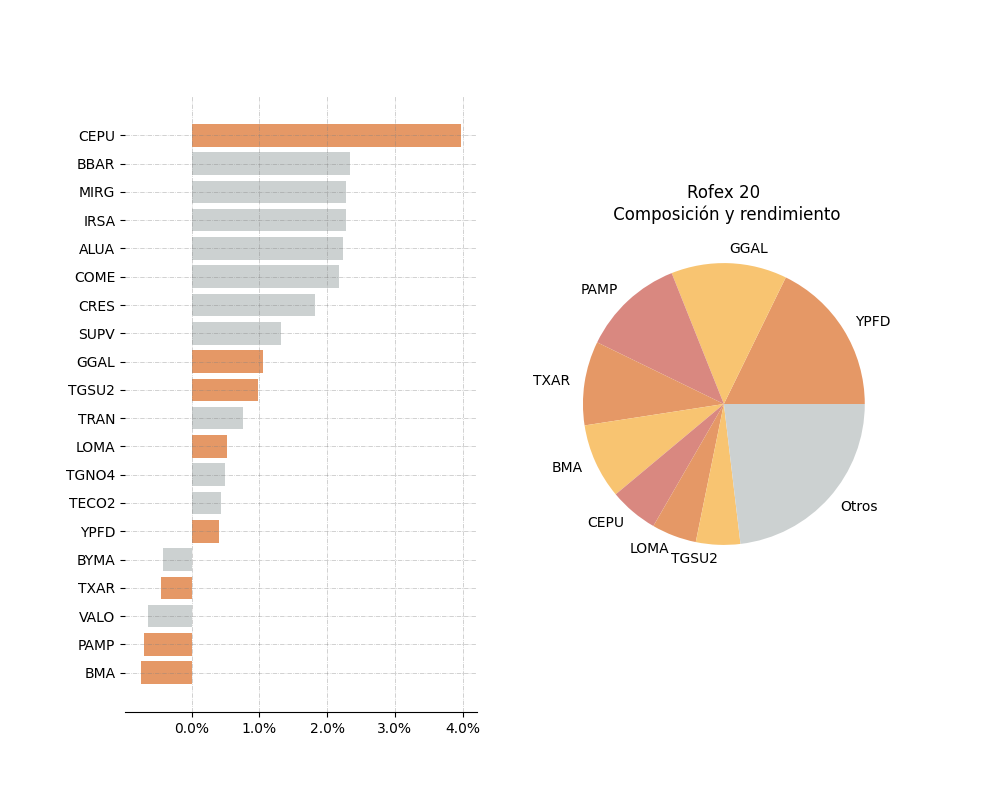 CEPU
BBAR
MIRG
IRSA
ALUA
COME
CRES
SUPV
GGAL
TGSU2
TRAN
LOMA
TGNO4
TECO2
YPFD
BYMA
TXAR
VALO
PAMP
BMA
0.0% 1.0% 2.0% 3.0% 4.0%
Rofex 20
Composición y rendimiento
GGAL
PAMP
YPFD
TXAR
BMA
Otros
CEPU
LOMA
TGSU2